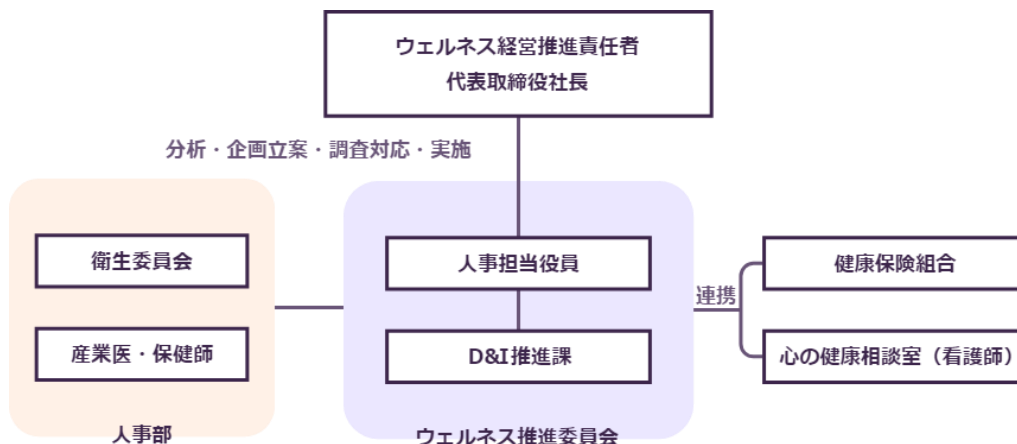 ウェルネス経営推進責任者
代表取締役社長
分析・企画立案・調査対応・実施
衛生委員会
産業医・保健師
人事部
人事担当役員
D&I推進課
ウェルネス推進委員会
連携
健康保険組合
心の健康相談室（看護師）